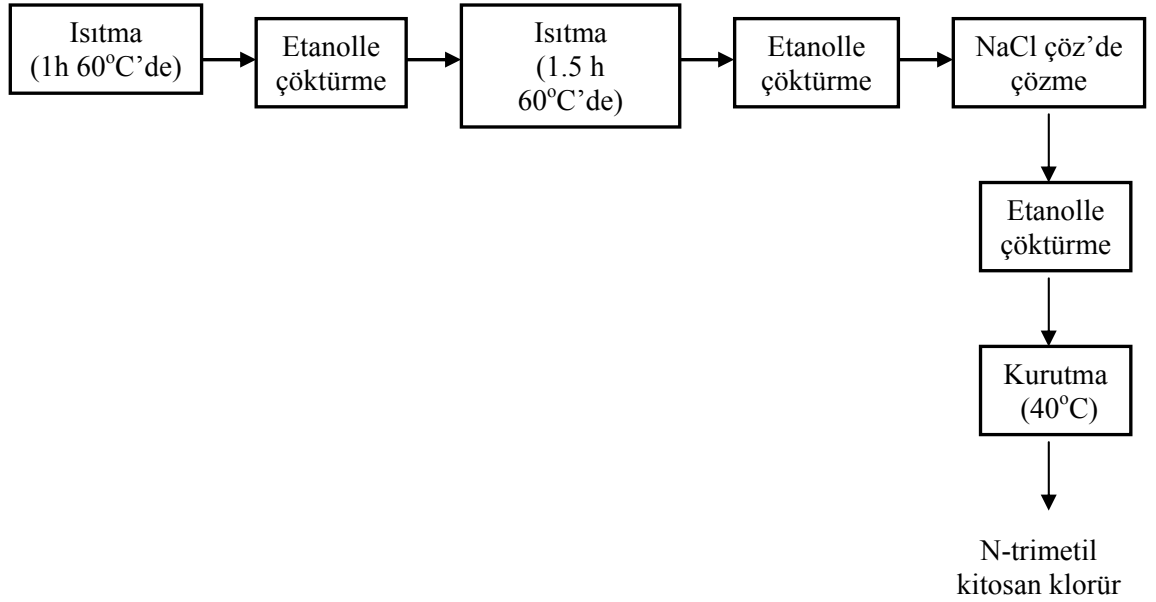 Isıtma
(1h 60°C’de)
Etanolle
çöktürme
Isıtma
(1.5 h
60°C’de)
Etanolle
çöktürme
NaCl çöz’de
çözme
Etanolle
çöktürme
Kurutma
(40°C)
N-trimetil
kitosan klorür